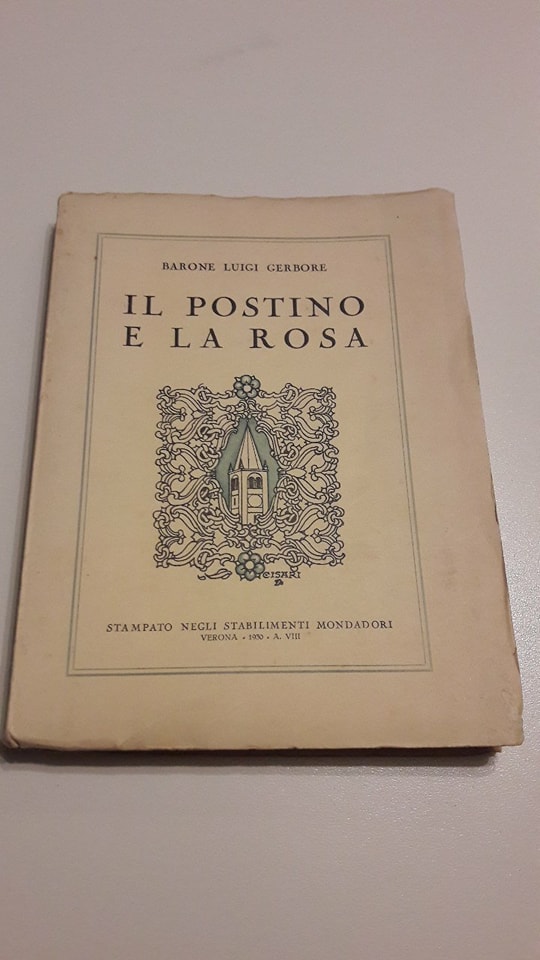 BARONE LUIGI GERBORE
IL POSTINO
E LA ROSA
CISARI
STAMPATO NEGLI STABILIMENTI MONDADORI
VERONA • 1930 • A. VIII